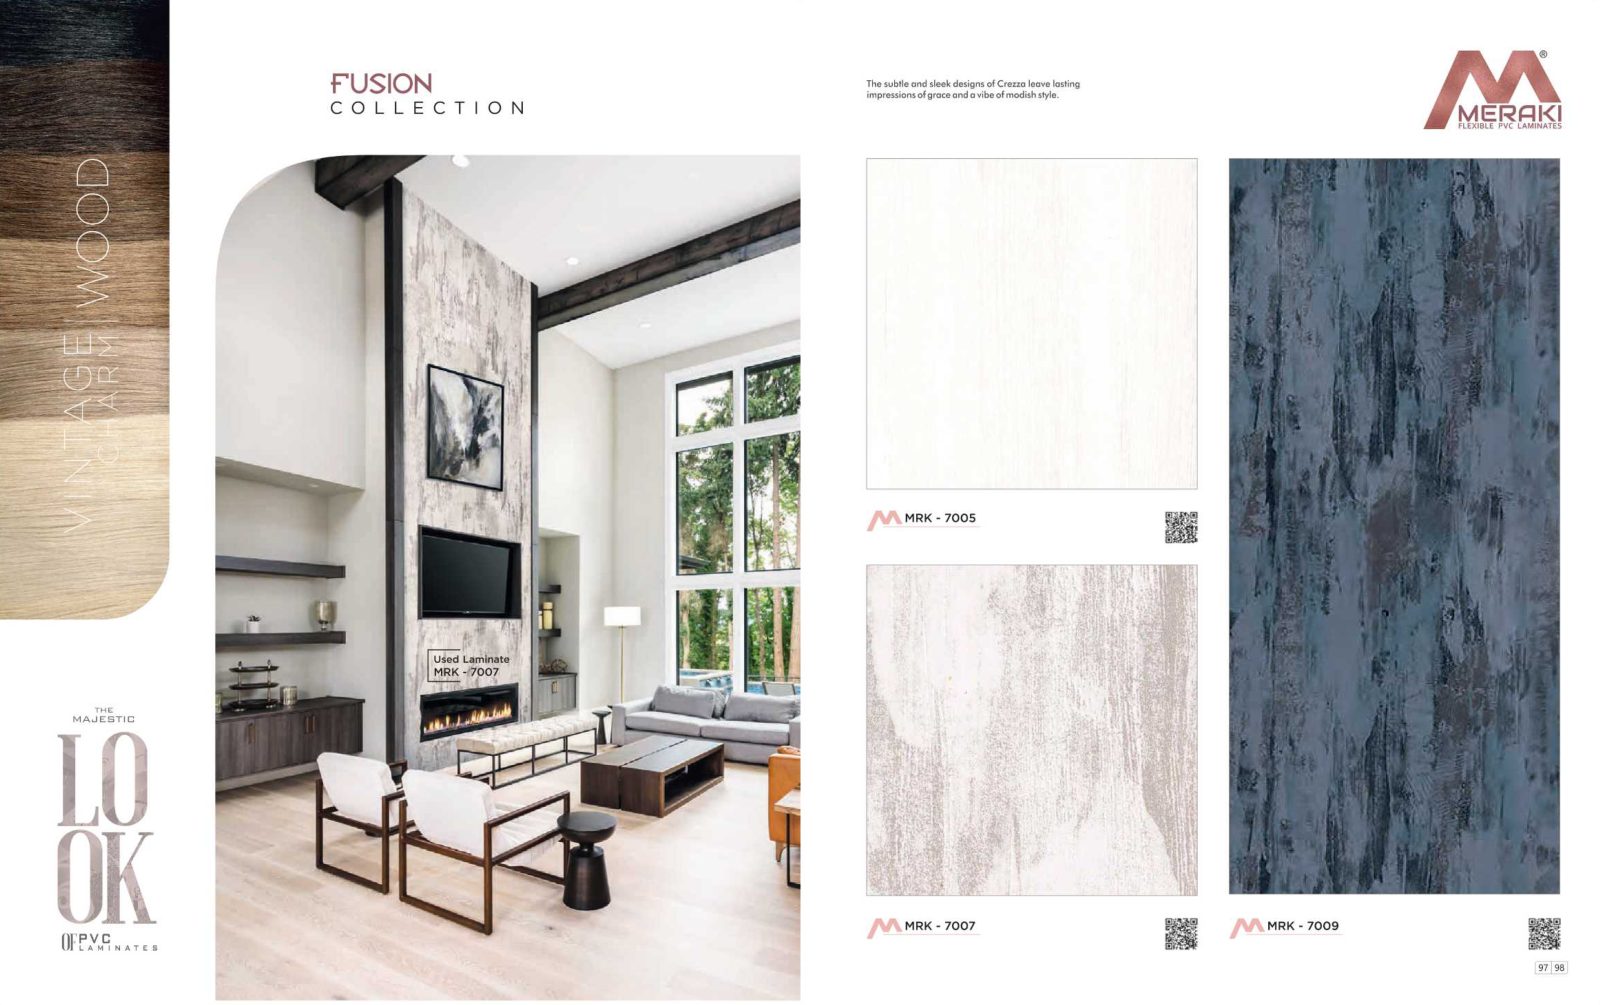 VINTAGE WOOD
CHARM
THE
MAJESTIC
LO
OK
OF PVC
LAMINATES
FUSION
COLLECTION
Used Laminate
MRK - 7007
The subtle and sleek designs of Crezza leave lasting
impressions of grace and a vibe of modish style.
®
MERAKI
FLEXIBLE PVC LAMINATES
MRK - 7005
MRK - 7007
MRK - 7009
97 98